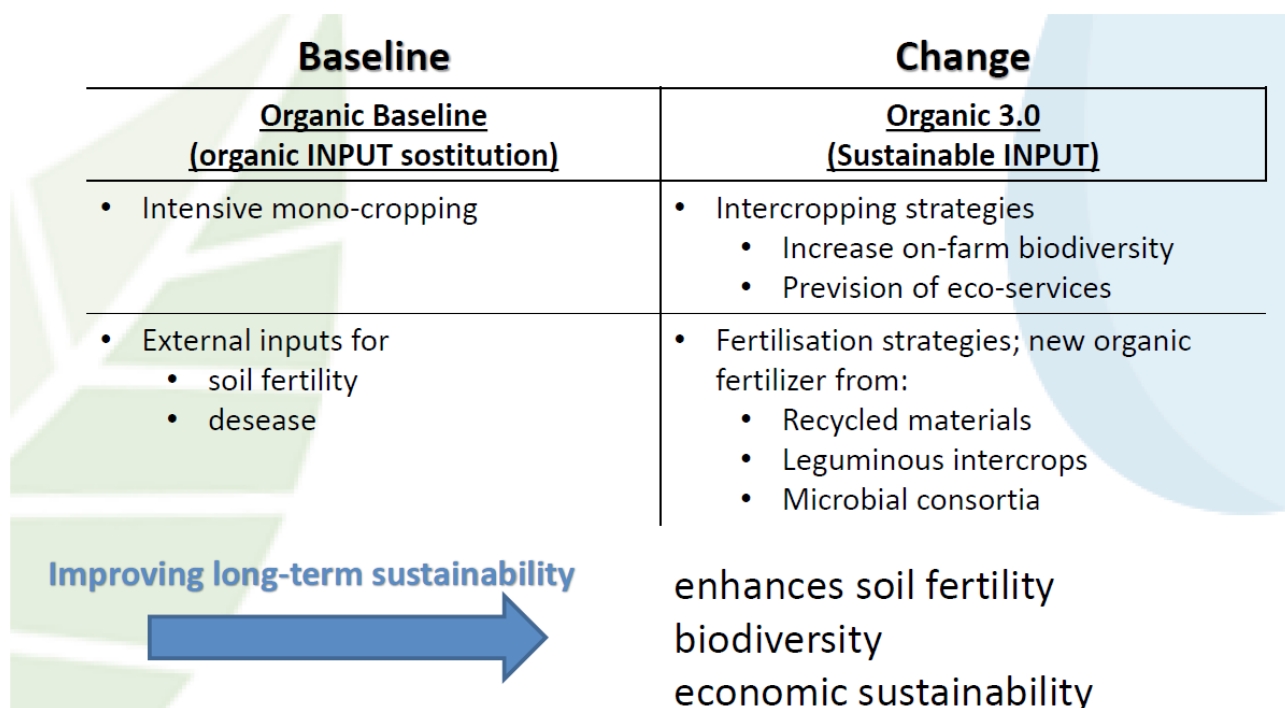 Baseline
Change
Organic Baseline
(organic INPUT sostitution)
Organic 3.0
(Sustainable INPUT)
• Intensive mono-cropping
• Intercropping strategies
• Increase on-farm biodiversity
• Prevision of eco-services
• External inputs for
• soil fertility
• desease
• Fertilisation strategies; new organic
fertilizer from:
• Recycled materials
• Leguminous intercrops
• Microbial consortia
Improving long-term sustainability
enhances soil fertility
biodiversity
economic sustainability